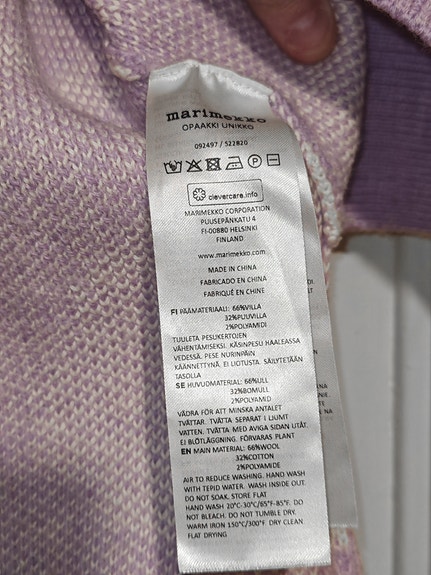 marimekko
OPAAKKI UNIKKO
092497 / 522820
P
clevercare.info
MARIMEKKO CORPORATION
PUUSEPÄNKATU 4
FI-00880 HELSINKI
FINLAND
www.marimekko.com
MADE IN CHINA
FABRICADO EN CHINA
FABRIQUÉ EN CHINE
FI PÄÄMATERIAALI: 66%VILLA
32%PUUVILLA
2%POLYAMIDI
TUULETA PESUKERTOJEN
VÄHENTÄMISEKSI. KÄSINPESU HAALEASSA
VEDESSÄ. PESE NURINPÄIN
KÄÄNNETTYNÄ. EI LIOTUSTA. SÄILYTETÄÄN
TASOLLA
SE HUVUDMATERIAL: 66%ULL
32%BOMULL
2%POLYAMID
VÄDRA FÖR ATT MINSKA ANTALET
TVÄTTAR. TVÄTTA SEPARAT I LJUMT
VATTEN. TVÄTTA MED AVIGA SIDAN UTÅT.
EJ BLÖTLÄGGNING. FÖRVARAS PLANT
EN MAIN MATERIAL: 66%WOOL
32%COTTON
2%POLYAMIDE
AIR TO REDUCE WASHING. HAND WASH
WITH TEPID WATER. WASH INSIDE OUT.
DO NOT SOAK. STORE FLAT
HAND WASH 20°C-30°C/65°F-85°F. DO
NOT BLEACH. DO NOT TUMBLE DRY.
WARM IRON 150°C/300°F. DRY CLEAN.
FLAT DRYING